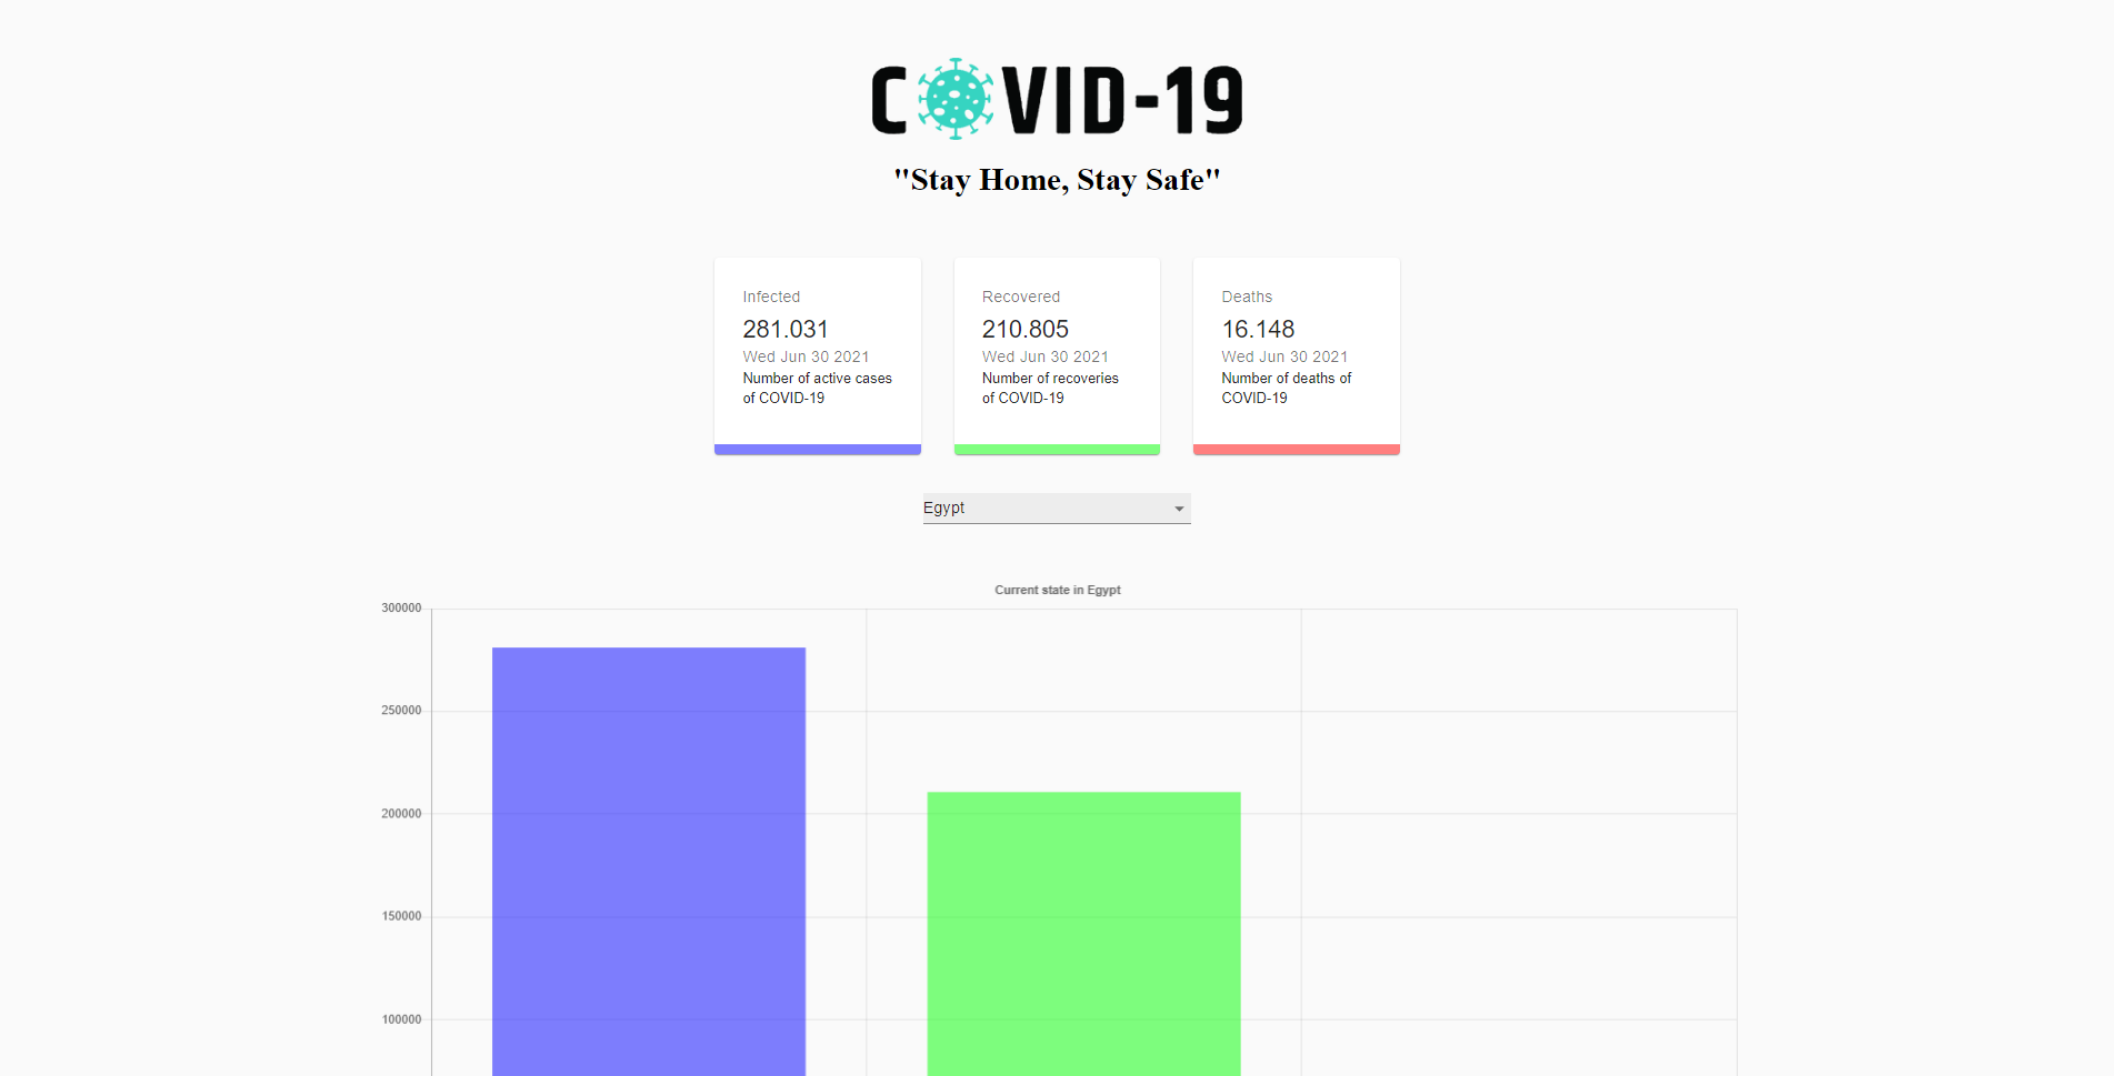 COVID-19
"Stay Home, Stay Safe"
Infected
281.031
Wed Jun 30 2021
Number of active cases
of COVID-19
Recovered
210.805
Wed Jun 30 2021
Number of recoveries
of COVID-19
Deaths
16.148
Wed Jun 30 2021
Number of deaths of
COVID-19
Egypt
Current state in Egypt
300000
250000
200000
150000
100000